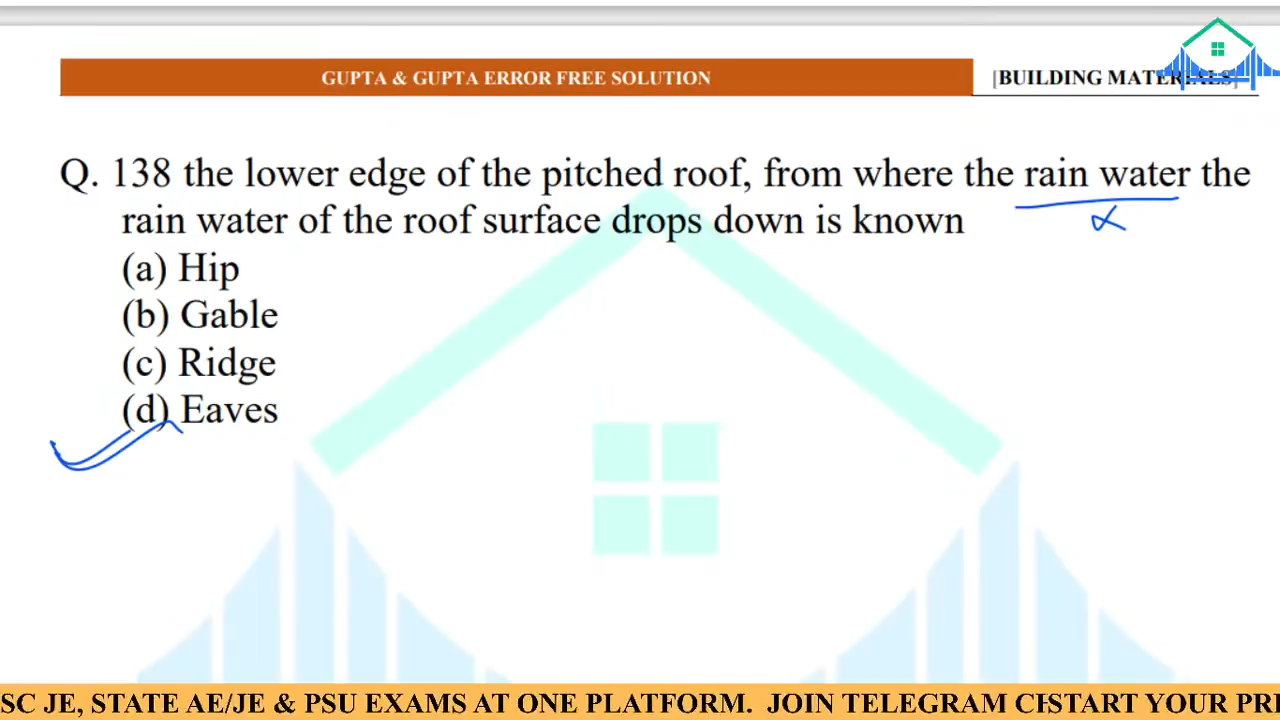 GUPTA & GUPTA ERROR FREE SOLUTION
[BUILDING MATERIALS]
Q. 138 the lower edge of the pitched roof, from where the rain water the
rain water of the roof surface drops down is known
(a) Hip
(b) Gable
(c) Ridge
(d) Eaves
SC JE, STATE AE/JE & PSU EXAMS AT ONE PLATFORM. JOIN TELEGRAM CHSTART YOUR PRE